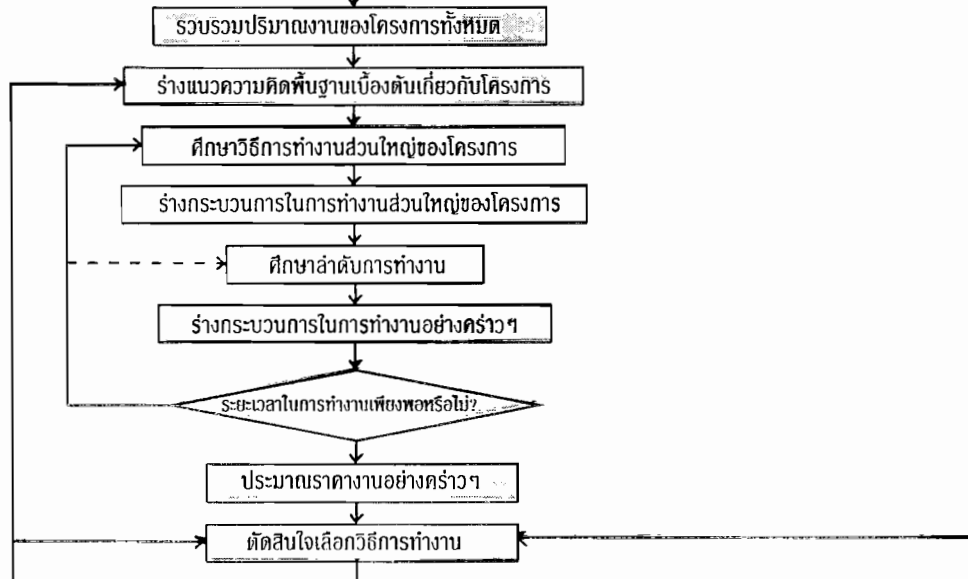 รวบรวมปริมาณงานของโครงการทั้งหมด
ร่างแนวความคิดพื้นฐานเบื้องต้นเกี่ยวกับโครงการ
ศึกษาวิธีการทำงานส่วนใหญ่ของโครงการ
ร่างกระบวนการในการทำงานส่วนใหญ่ของโครงการ
ศึกษาลำดับการทำงาน
ร่างกระบวนการในการทำงานอย่างคร่าวๆ
ระยะเวลาในการทำงานเพียงพอหรือไม่?
ประมาณราคางานอย่างคร่าวๆ
ตัดสินใจเลือกวิธีการทำงาน